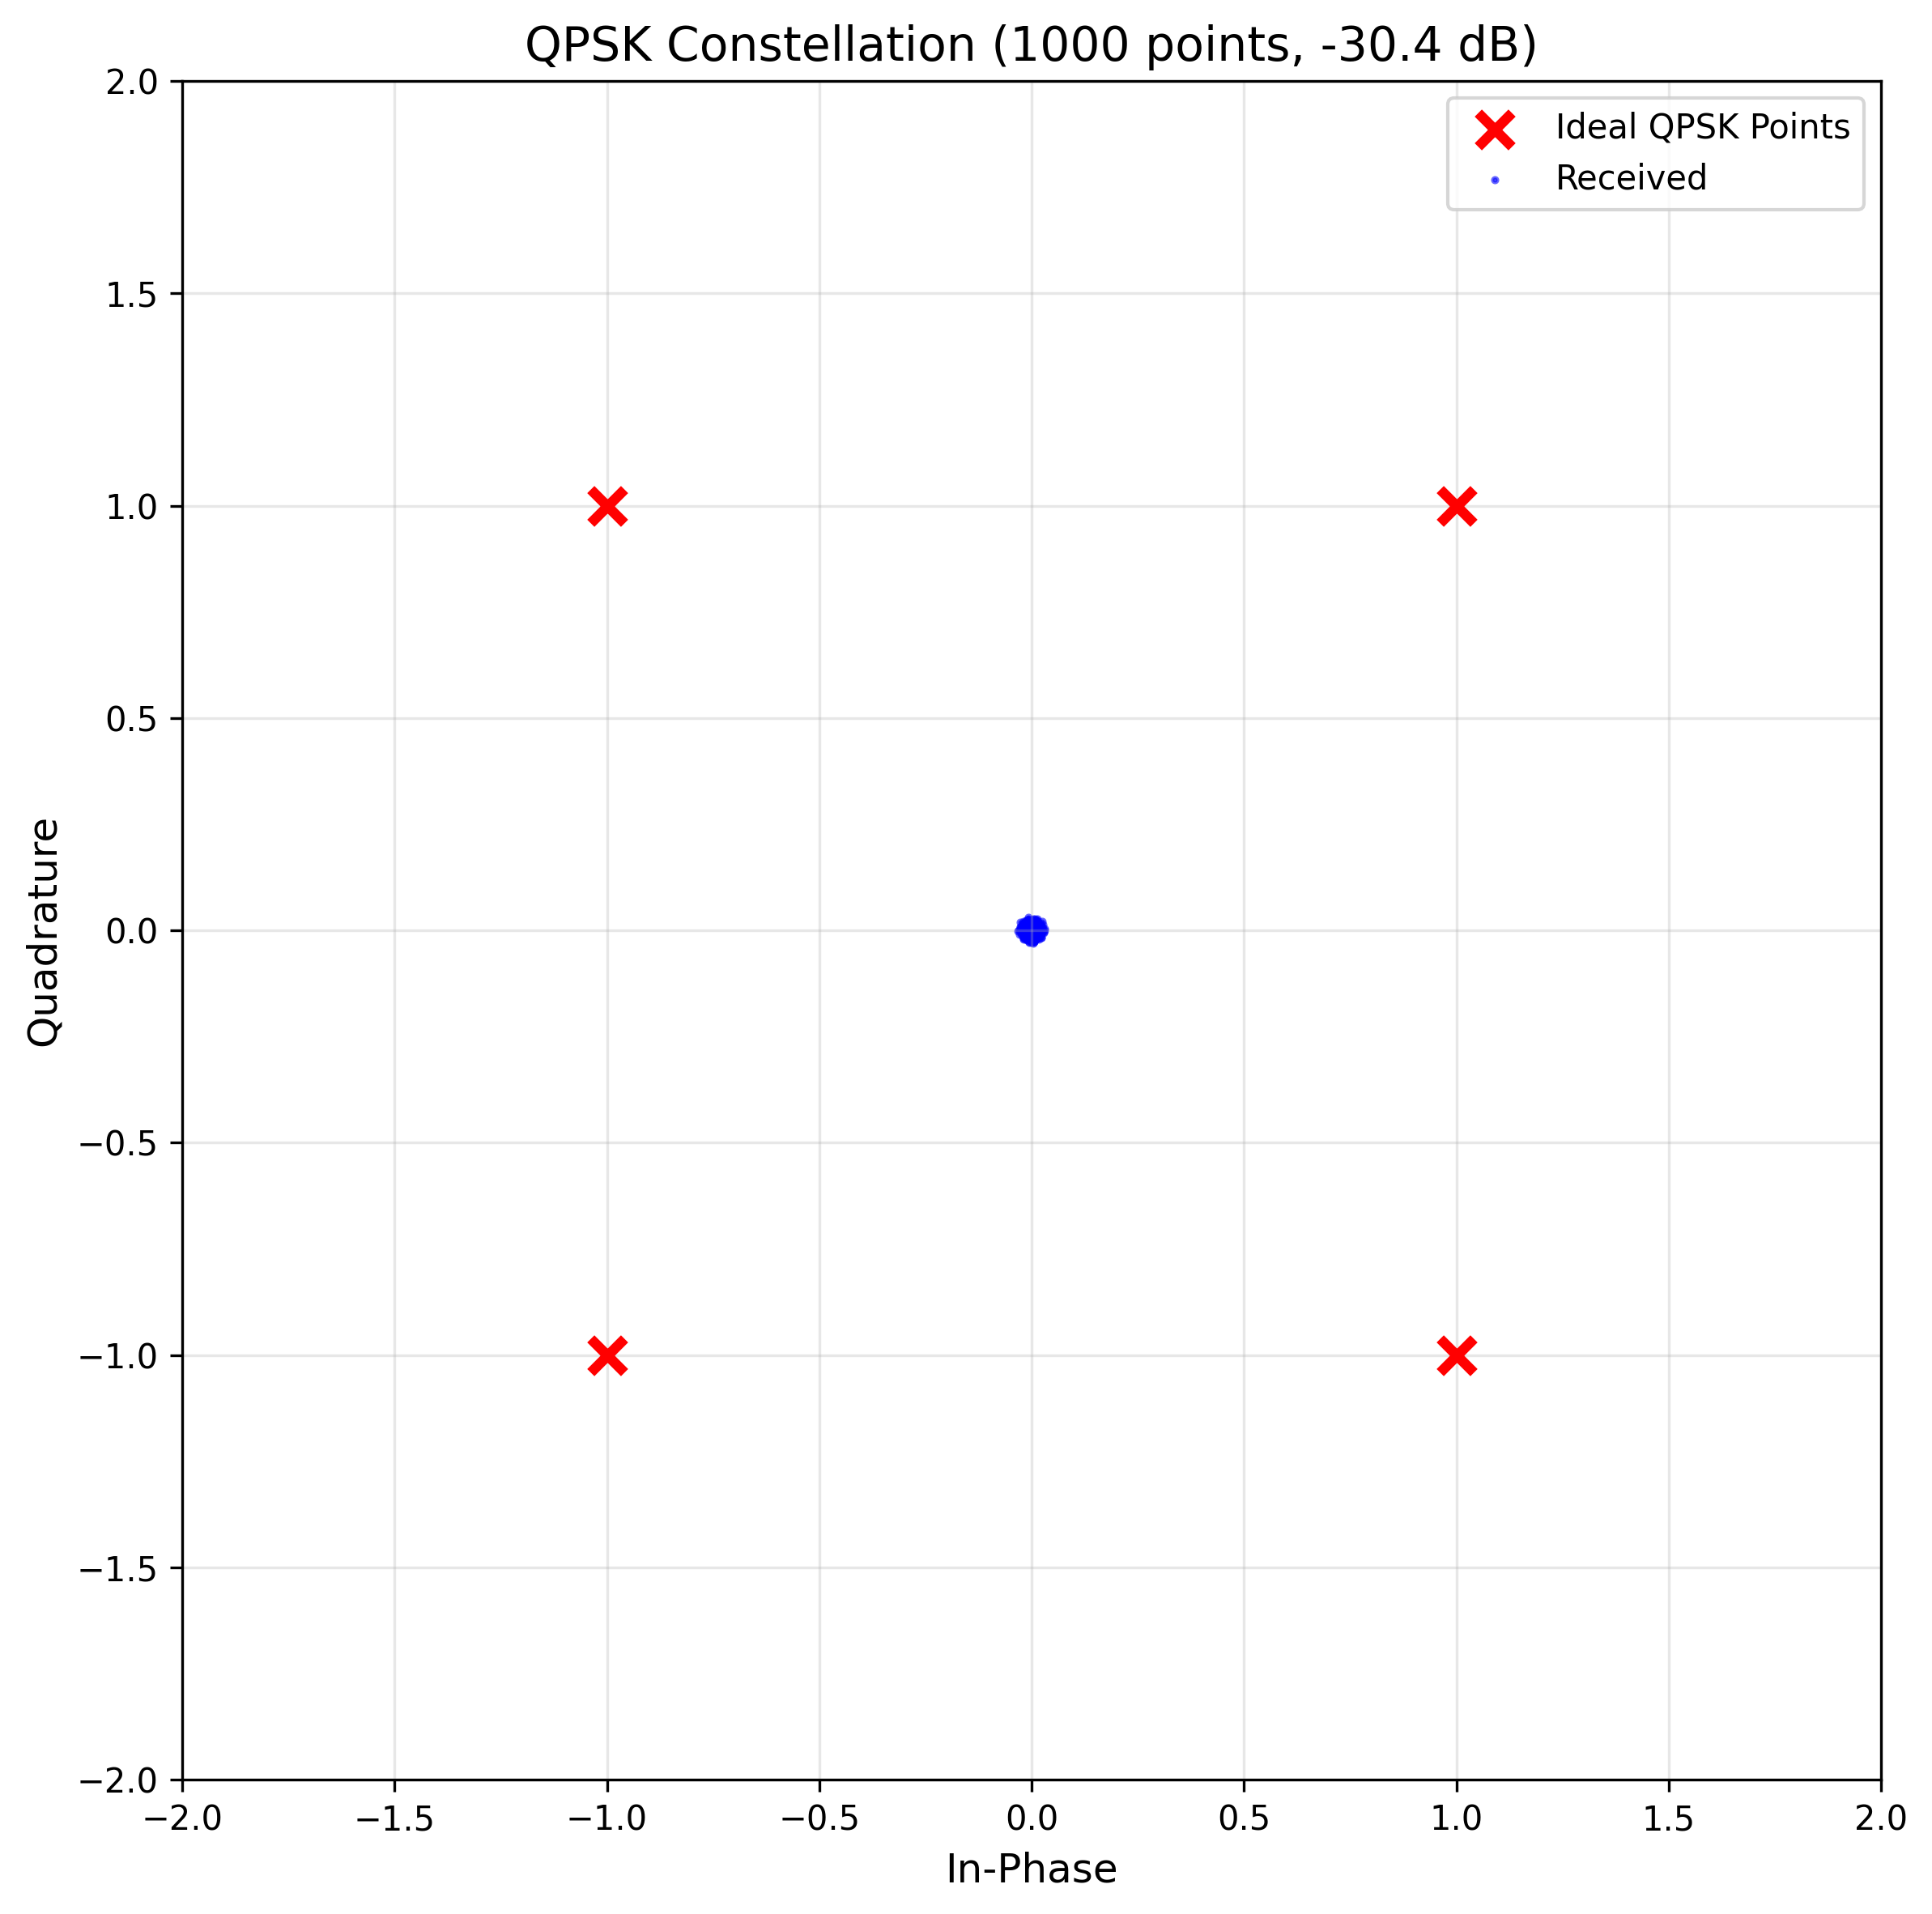 QPSK Constellation (1000 points, -30.4 dB)
Ideal QPSK Points
Received
2.0
1.5
1.0
0.5
0.0
−0.5
−1.0
−1.5
−2.0
Quadrature
−2.0 −1.5 −1.0 −0.5 0.0 0.5 1.0 1.5 2.0
In-Phase